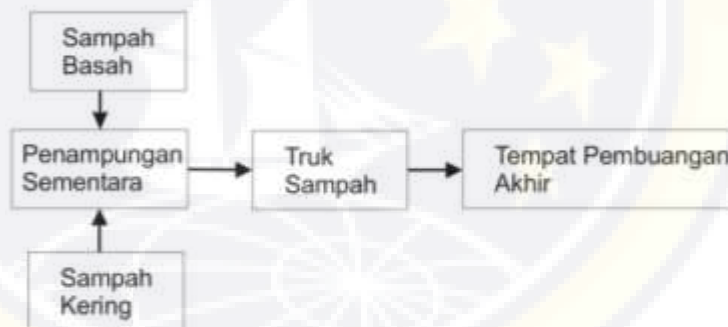 Sampah
Basah
Penampungan
Sementara
Truk
Sampah
Tempat Pembuangan
Akhir
Sampah
Kering